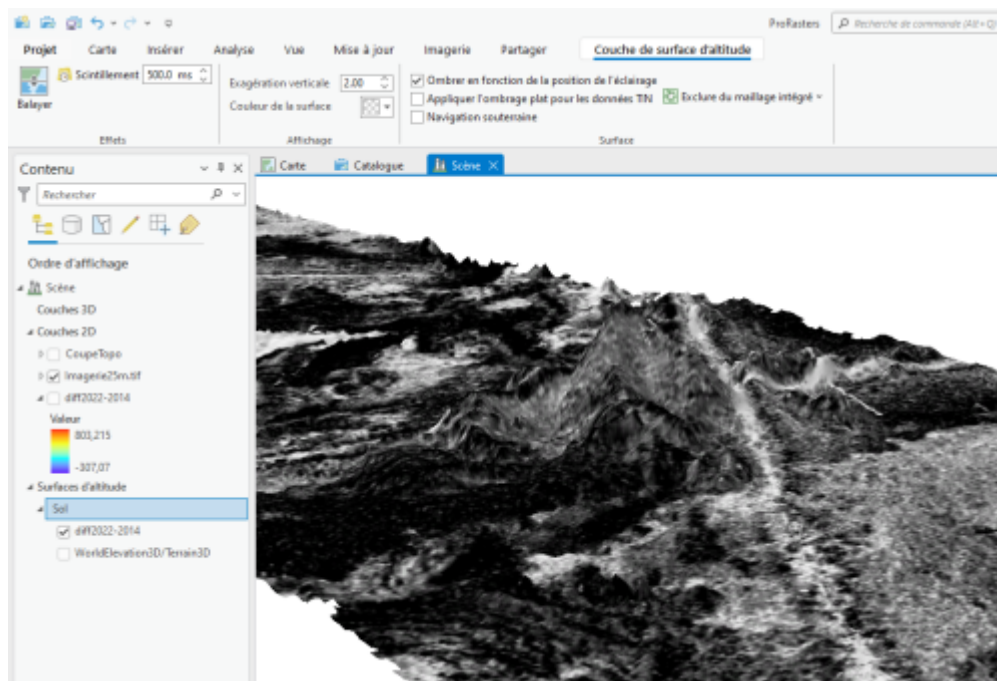 ProRasters
Recherche de commande (Alt+Q)
Projet Carte Insérer Analyse Vue Mise à jour Imagerie Partager Couche de surface d'altitude
Balayer
Scintillement 500.0 ms
Effets
Exagération verticale 2.00
Couleur de la surface
Affichage
Ombrer en fonction de la position de l'éclairage
Appliquer l'ombrage plat pour les données TIN
Navigation souterraine
Exclure du maillage intégré
Surface
Contenu
Rechercher
Ordre d'affichage
Scène
Couches 3D
Couches 2D
CoupeTopo
Imagerie25m.tif
diff2022-2014
Valeur
803,215
-307,07
Surfaces d'altitude
Sol
diff2022-2014
WorldElevation3D/Terrain3D
Carte Catalogue Scène